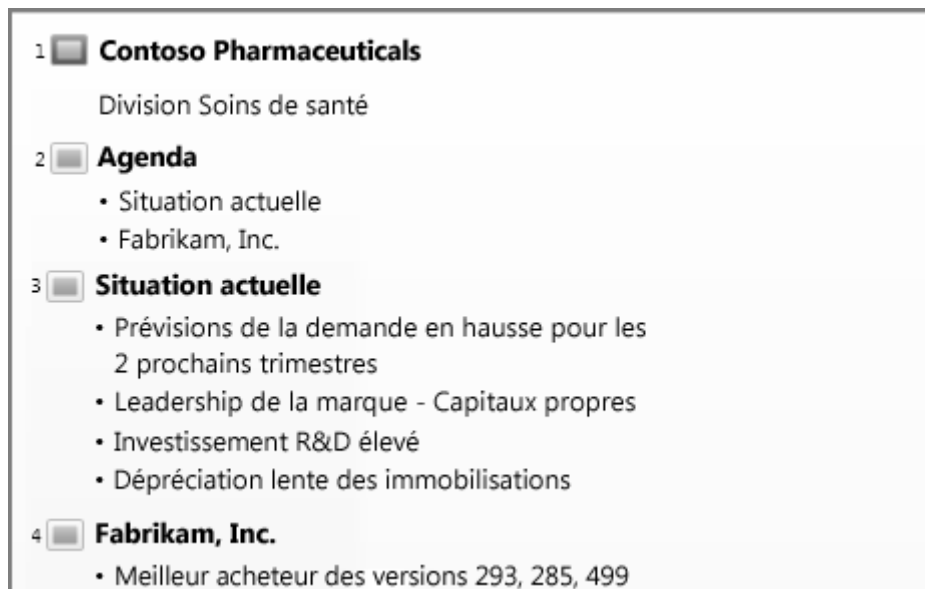 1 Contoso Pharmaceuticals
Division Soins de santé
2 Agenda
• Situation actuelle
• Fabrikam, Inc.
3 Situation actuelle
• Prévisions de la demande en hausse pour les
2 prochains trimestres
• Leadership de la marque - Capitaux propres
• Investissement R&D élevé
• Dépréciation lente des immobilisations
4 Fabrikam, Inc.
• Meilleur acheteur des versions 293, 285, 499